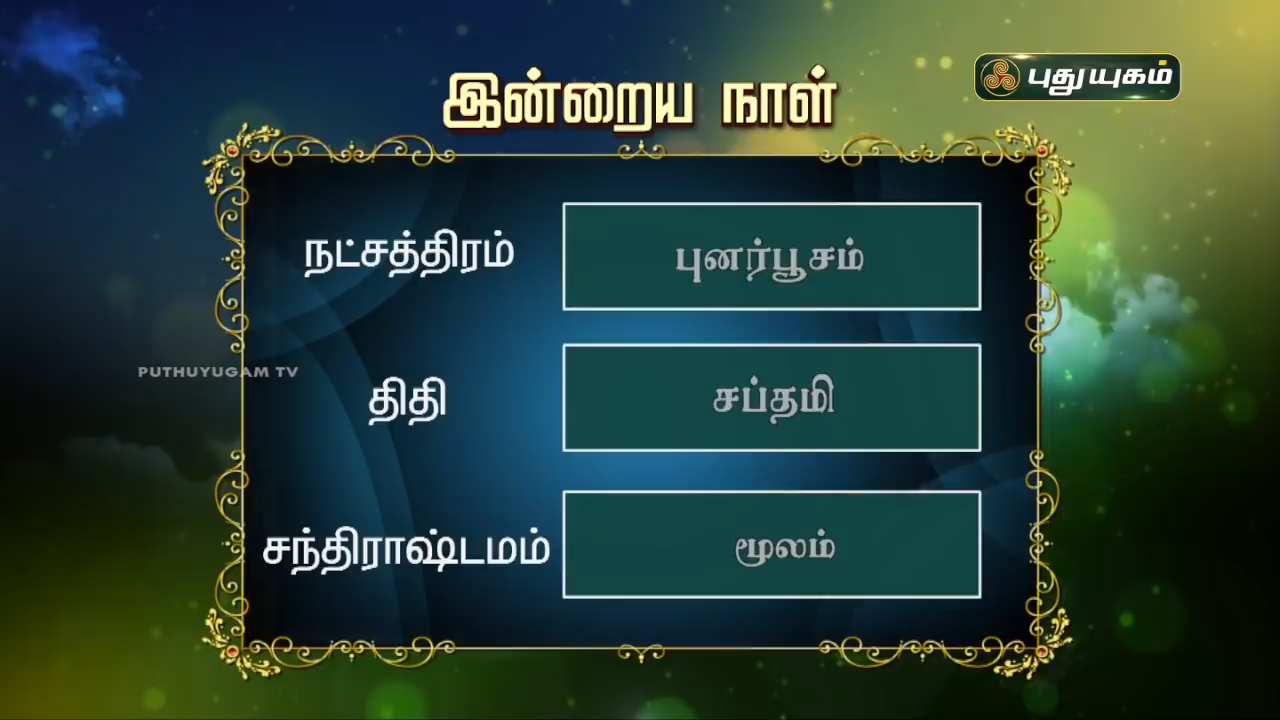 இன்றைய நாள்
புதுயுகம்
நட்சத்திரம் புனர்பூசம்
PUTHUYUGAM TV
திதி சப்தமி
சந்திராஷ்டமம் மூலம்